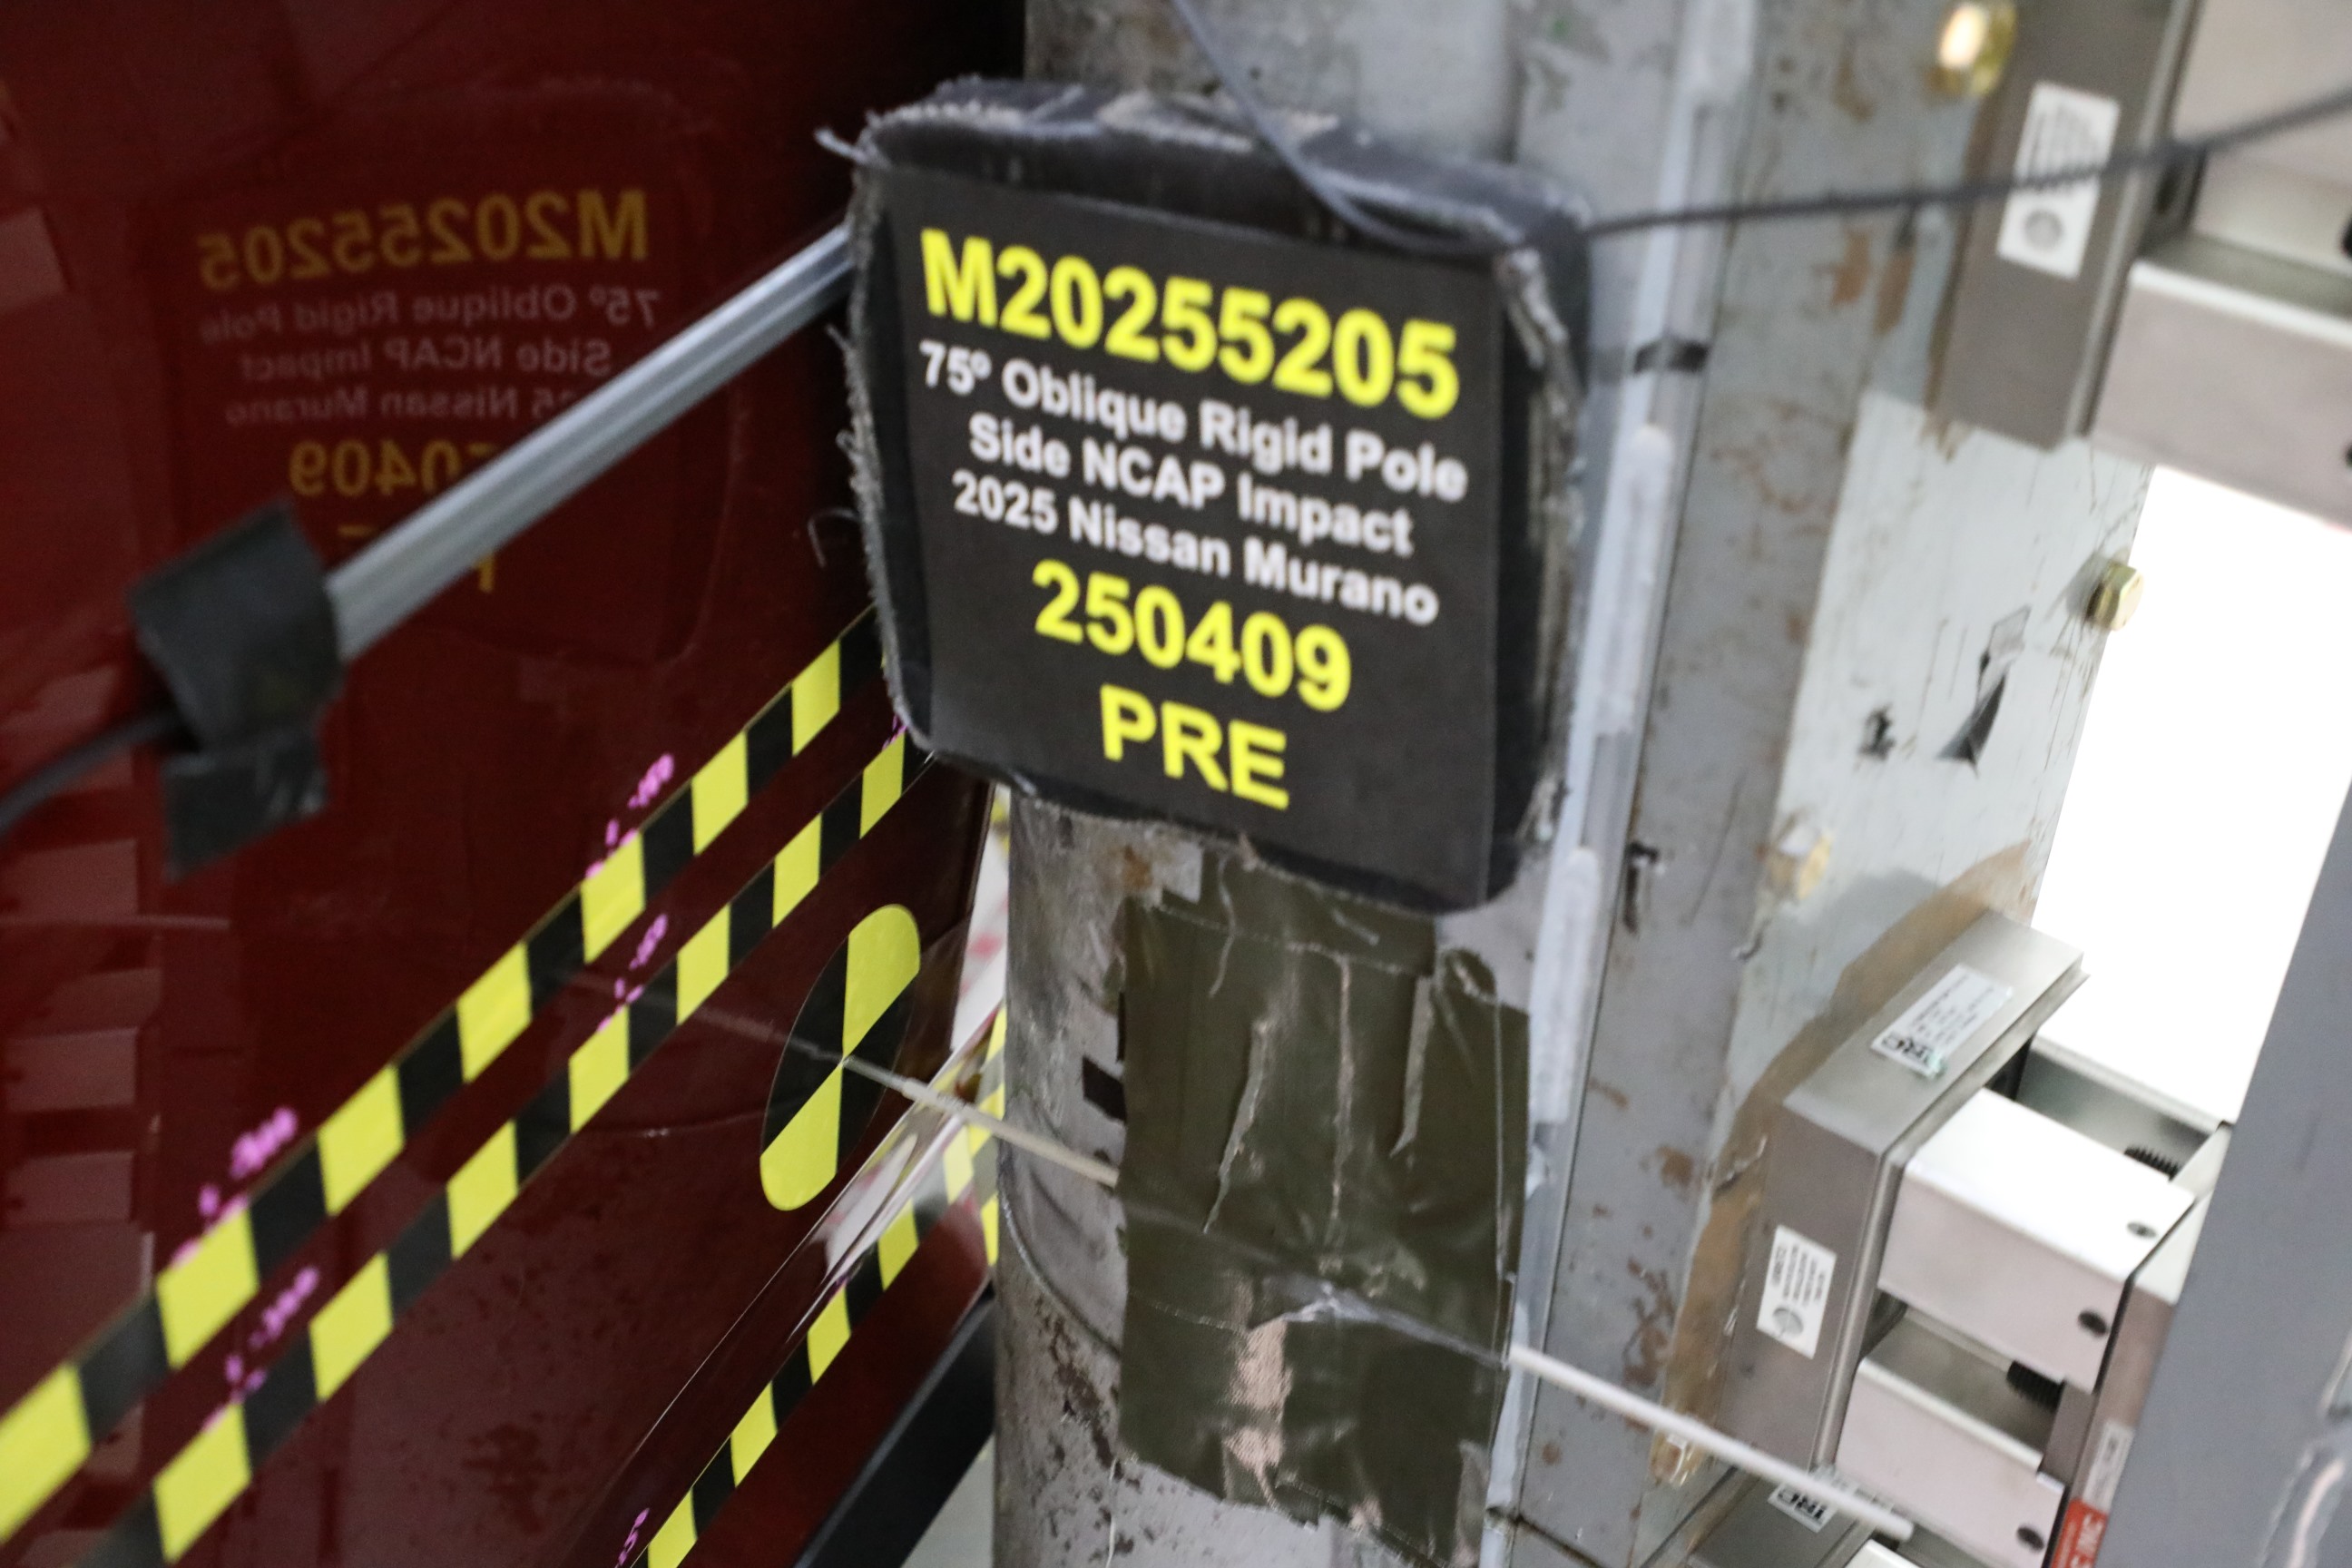 M20255205
75º Oblique Rigid Pole
Side NCAP Impact
2025 Nissan Murano
250409
PRE